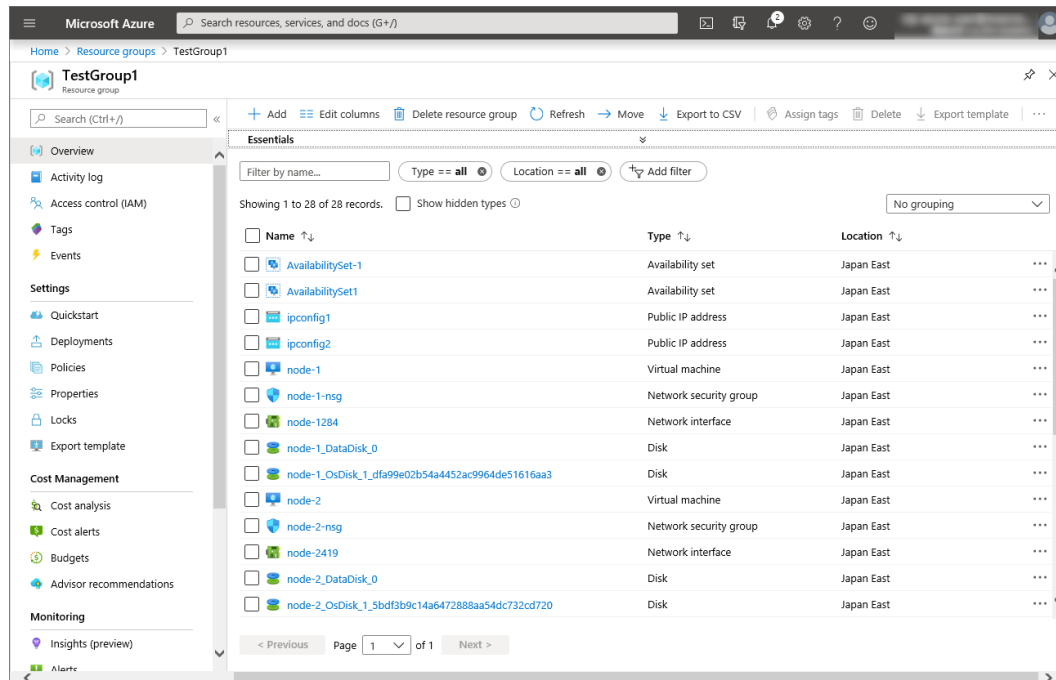 Microsoft Azure
Search resources, services, and docs (G+/)
2
Home > Resource groups > TestGroup1
TestGroup1
Resource group
Search (Ctrl+/)
Overview
Activity log
Access control (IAM)
Tags
Events
Settings
Quickstart
Deployments
Policies
Properties
Locks
Export template
Cost Management
Cost analysis
Cost alerts
Budgets
Advisor recommendations
Monitoring
Insights (preview)
Alerts
Add Edit columns Delete resource group Refresh Move Export to CSV Assign tags Delete Export template ...
Essentials
Filter by name... Type == all Location == all Add filter
Showing 1 to 28 of 28 records. Show hidden types No grouping
Name Type Location
AvailabilitySet-1 Availability set Japan East ...
AvailabilitySet1 Availability set Japan East ...
ipconfig1 Public IP address Japan East ...
ipconfig2 Public IP address Japan East ...
node-1 Virtual machine Japan East ...
node-1-nsg Network security group Japan East ...
node-1284 Network interface Japan East ...
node-1_DataDisk_0 Disk Japan East ...
node-1_OsDisk_1_dfa99e02b54a4452ac9964de51616aa3 Disk Japan East ...
node-2 Virtual machine Japan East ...
node-2-nsg Network security group Japan East ...
node-2419 Network interface Japan East ...
node-2_DataDisk_0 Disk Japan East ...
node-2_OsDisk_1_5bdf3b9c14a6472888aa54dc732cd720 Disk Japan East ...
< Previous Page 1 of 1 Next >